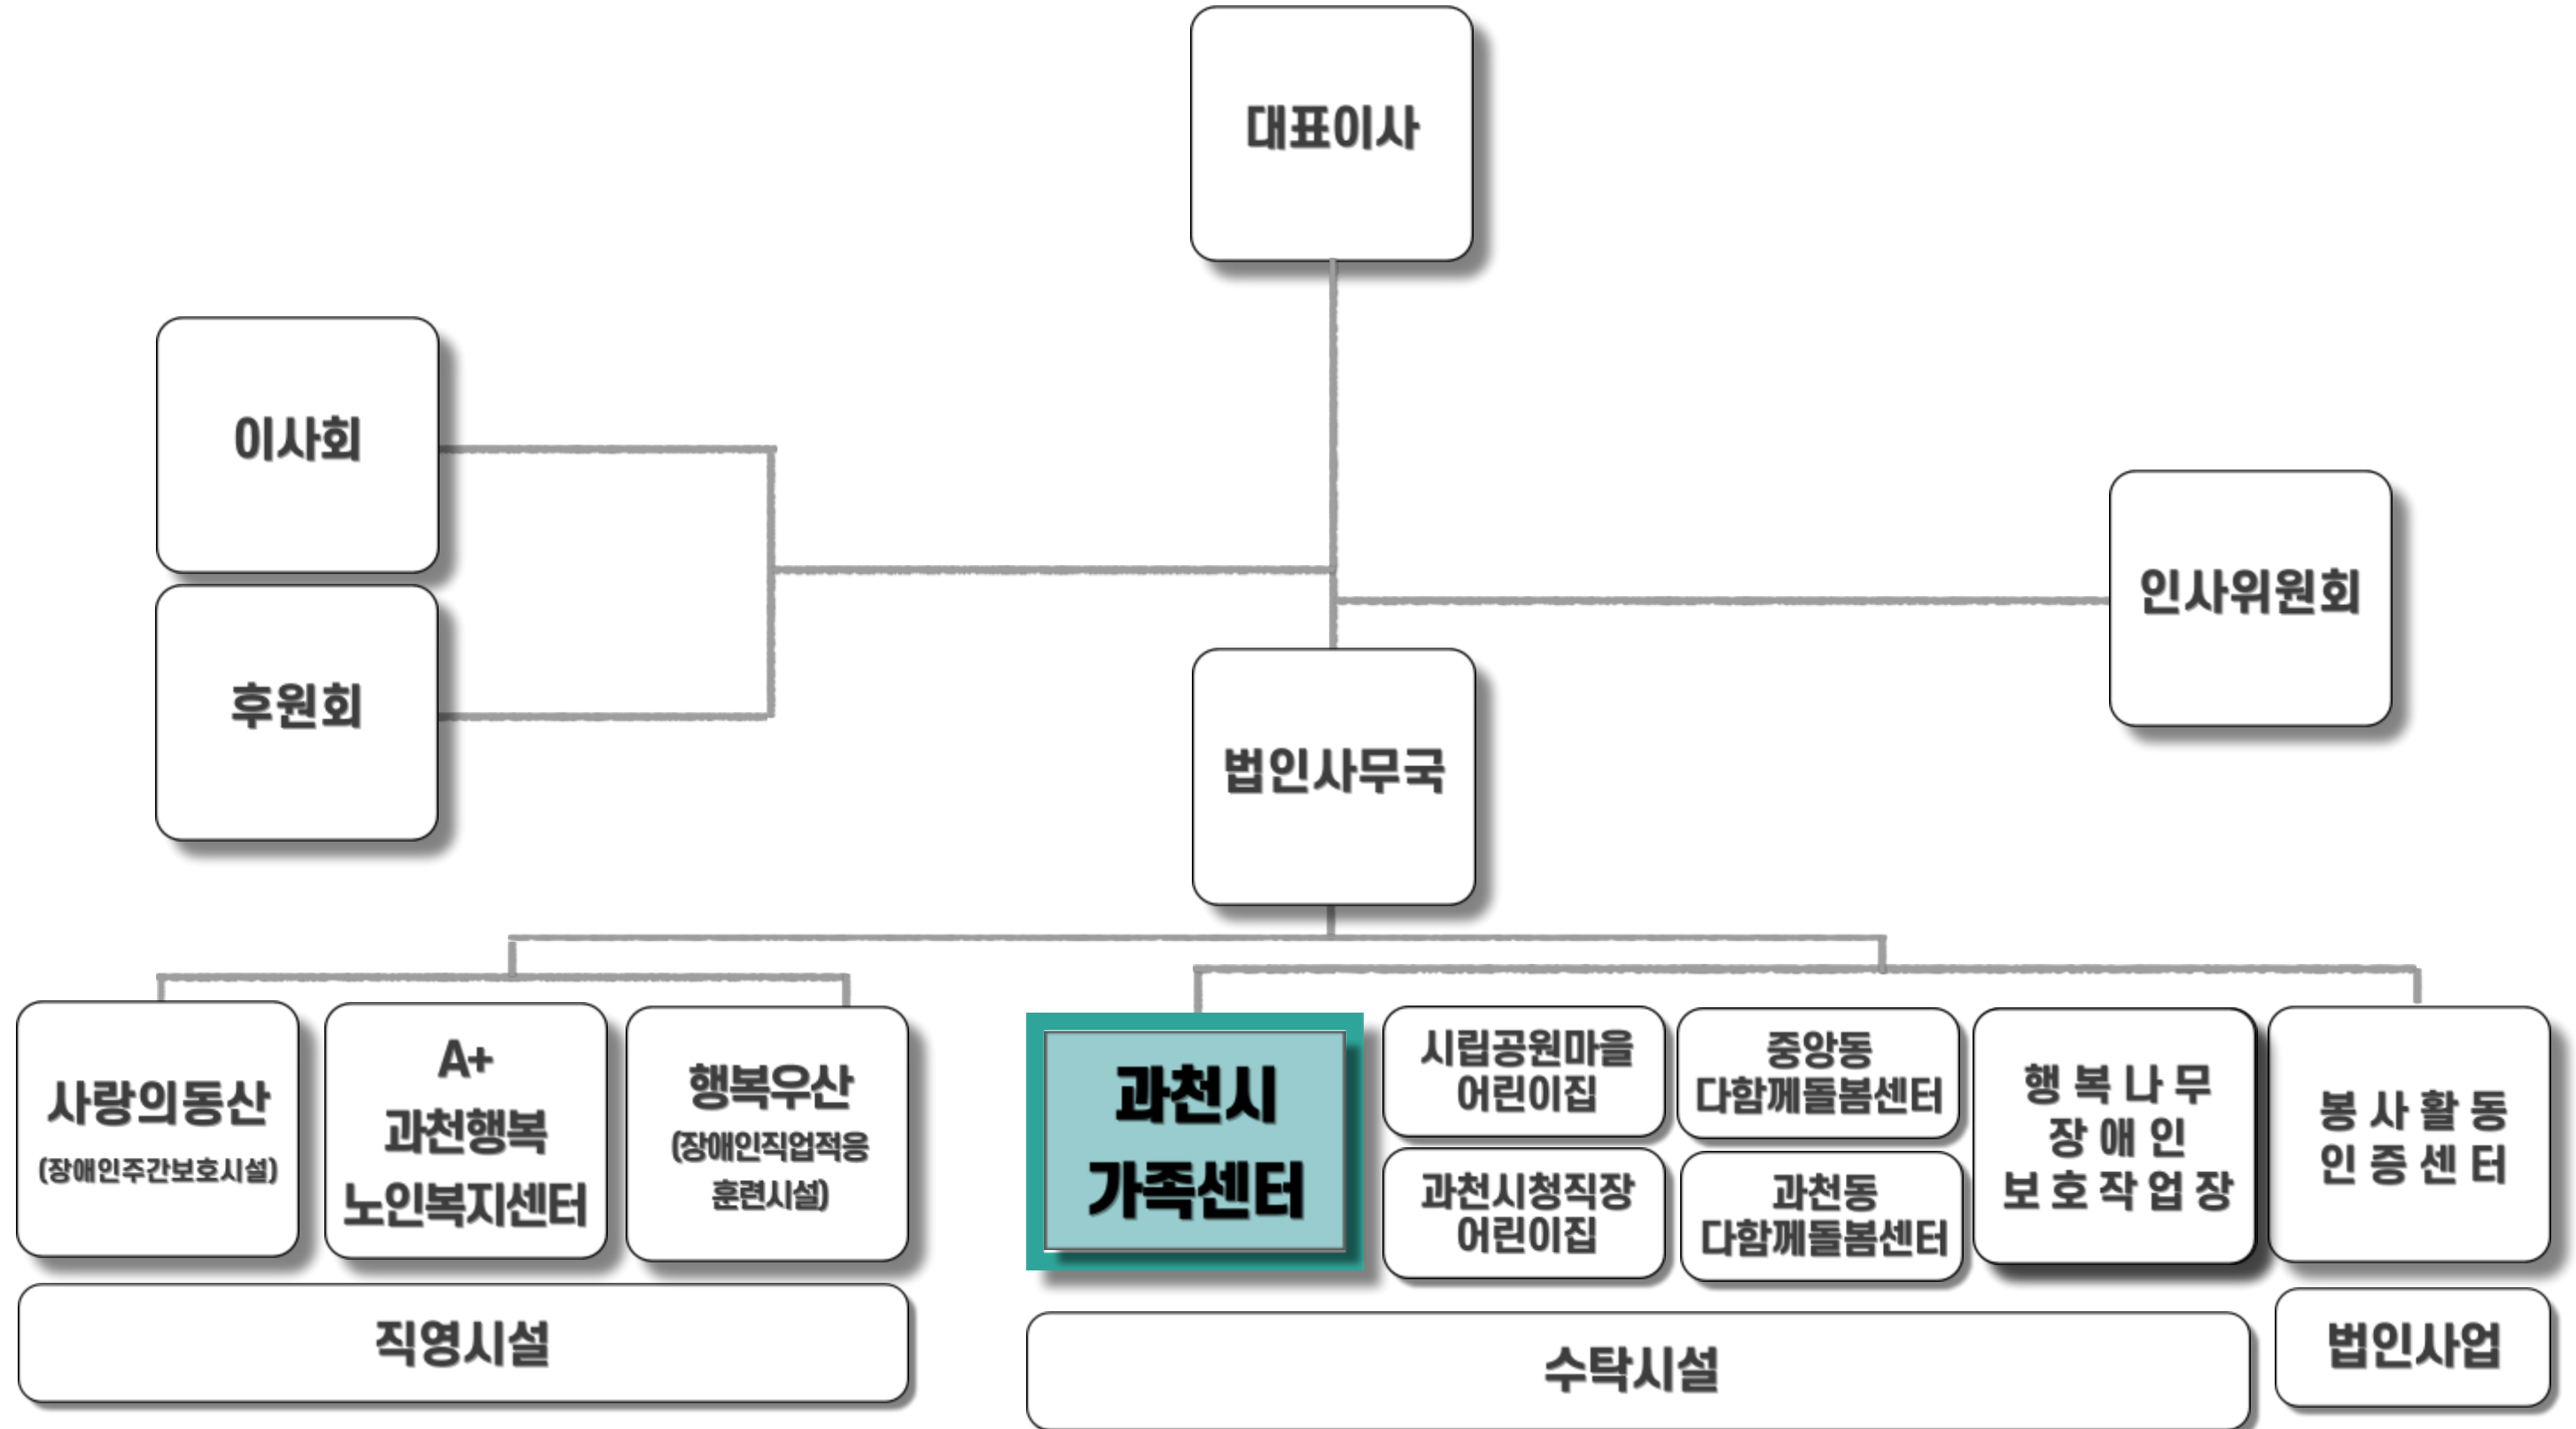 대표이사
이사회
인사위원회
후원회
법인사무국
사랑의동산
(장애인주간보호시설)
A+
과천행복
노인복지센터
행복우산
(장애인직업적응
훈련시설)
과천시
가족센터
시립공원마을
어린이집
과천시청직장
어린이집
중앙동
다함께돌봄센터
과천동
다함께돌봄센터
행 복 나 무
장 애 인
보 호 작 업 장
봉 사 활 동
인 증 센 터
직영시설
수탁시설
법인사업